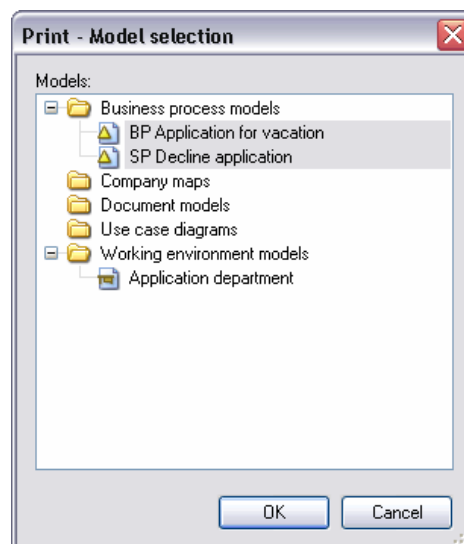 Print - Model selection
Models:
Business process models
BP Application for vacation
SP Decline application
Company maps
Document models
Use case diagrams
Working environment models
Application department
OK Cancel